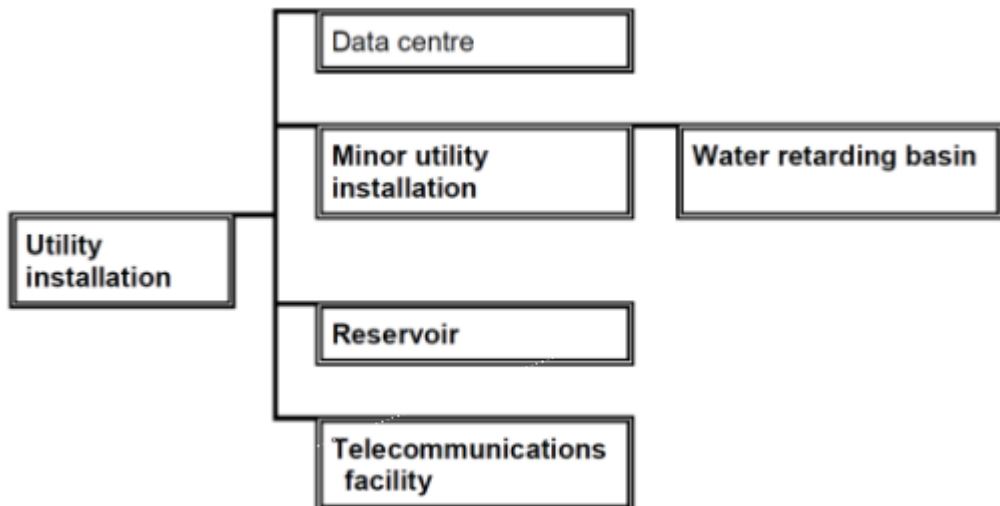 Data centre
Minor utility
installation
Water retarding basin
Utility
installation
Reservoir
Telecommunications
facility